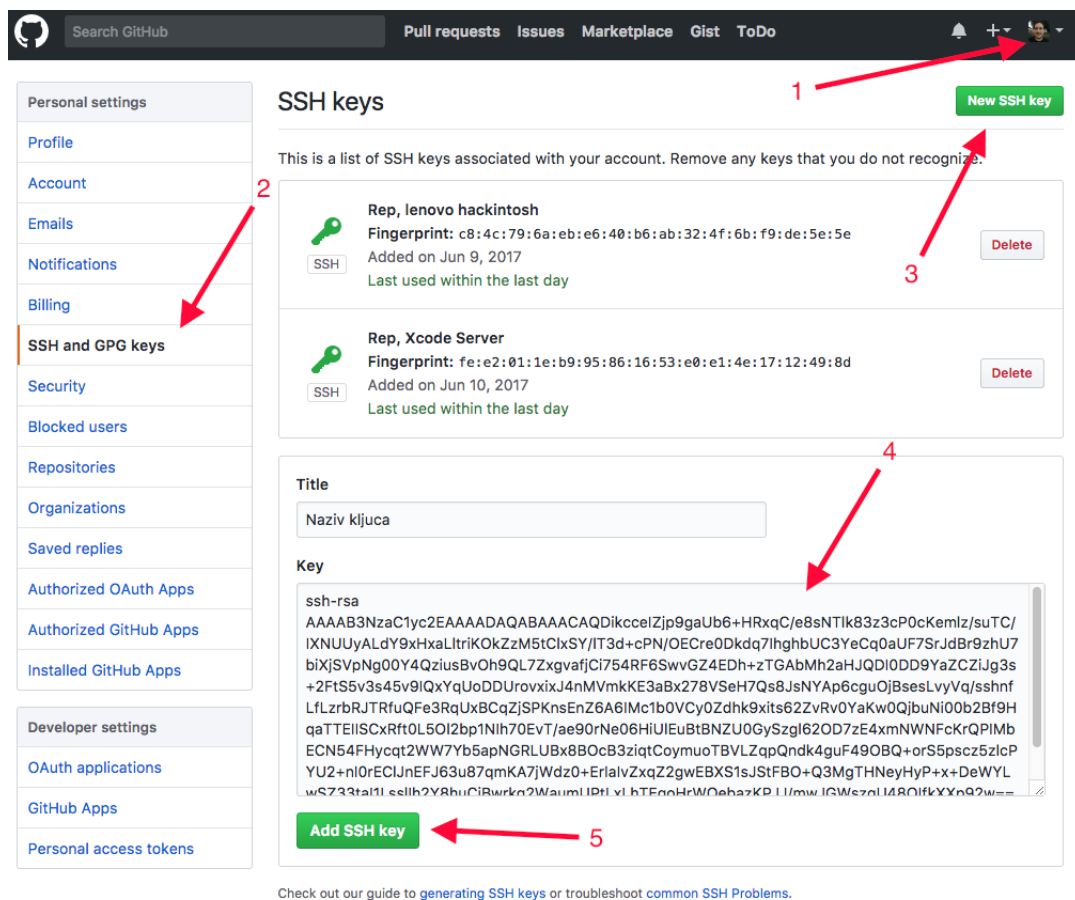 Search GitHub Pull requests Issues Marketplace Gist ToDo
1
Personal settings
Profile
Account
Emails
Notifications
Billing
SSH and GPG keys
Security
Blocked users
Repositories
Organizations
Saved replies
Authorized OAuth Apps
Authorized GitHub Apps
Installed GitHub Apps
Developer settings
OAuth applications
GitHub Apps
Personal access tokens
2
SSH keys
New SSH key
3
This is a list of SSH keys associated with your account. Remove any keys that you do not recognize.
Rep, lenovo hackintosh
Fingerprint: c8:4c:79:6a:eb:e6:40:b6:ab:32:4f:6b:f9:de:5e:5e
SSH
Added on Jun 9, 2017
Last used within the last day
Delete
Rep, Xcode Server
Fingerprint: fe:e2:01:1e:b9:95:86:16:53:e0:e1:4e:17:12:49:8d
SSH
Added on Jun 10, 2017
Last used within the last day
Delete
4
Title
Naziv kljuca
Key
ssh-rsa
Add SSH key
5
Check out our guide to generating SSH keys or troubleshoot common SSH Problems.